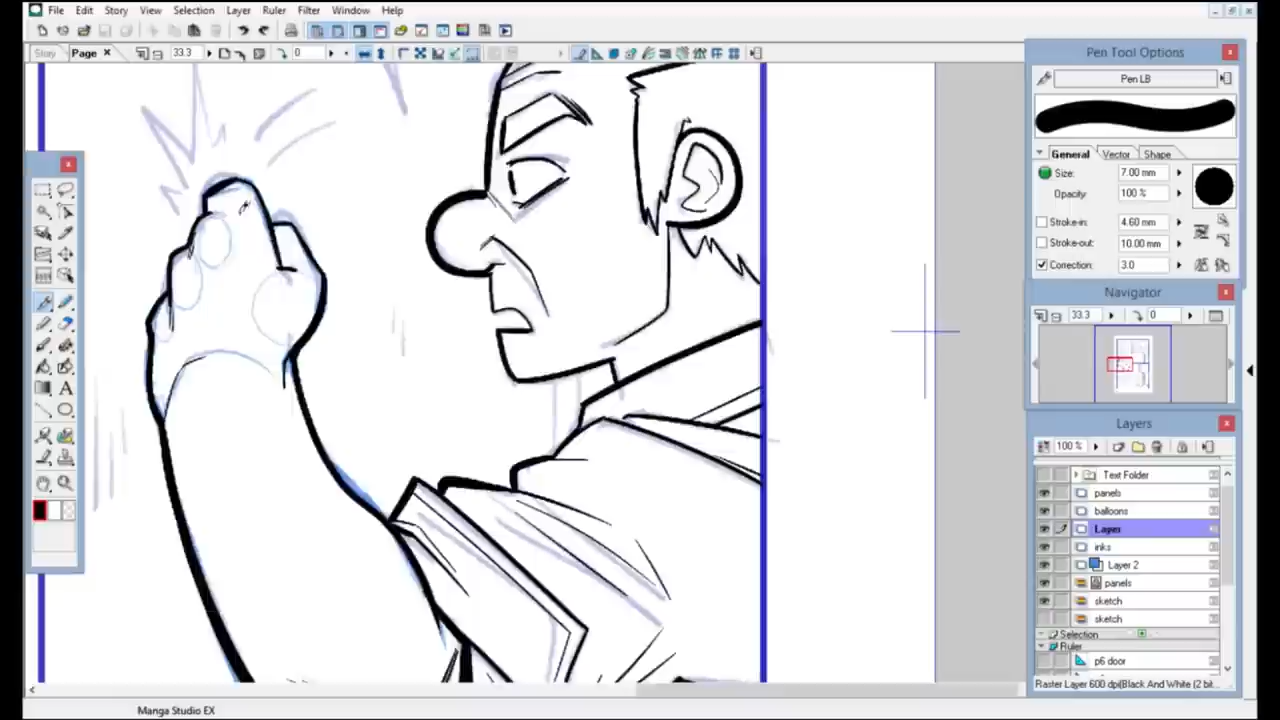 File Edit Story View Selection Layer Ruler Filter Window Help
Story Page × 33.3 0
Pen Tool Options
Pen LB
General Vector Shape
Size: 7.00 mm
Opacity: 100 %
Stroke-in: 4.60 mm
Stroke-out: 10.00 mm
Correction: 3.0
Navigator
33.3 0
Layers
100 %
Text Folder
panels
balloons
Layer
inks
Layer 2
panels
sketch
sketch
Selection
Ruler
p6 door
Raster Layer 600 dpi(Black And White (2 bit...
A
Manga Studio EX